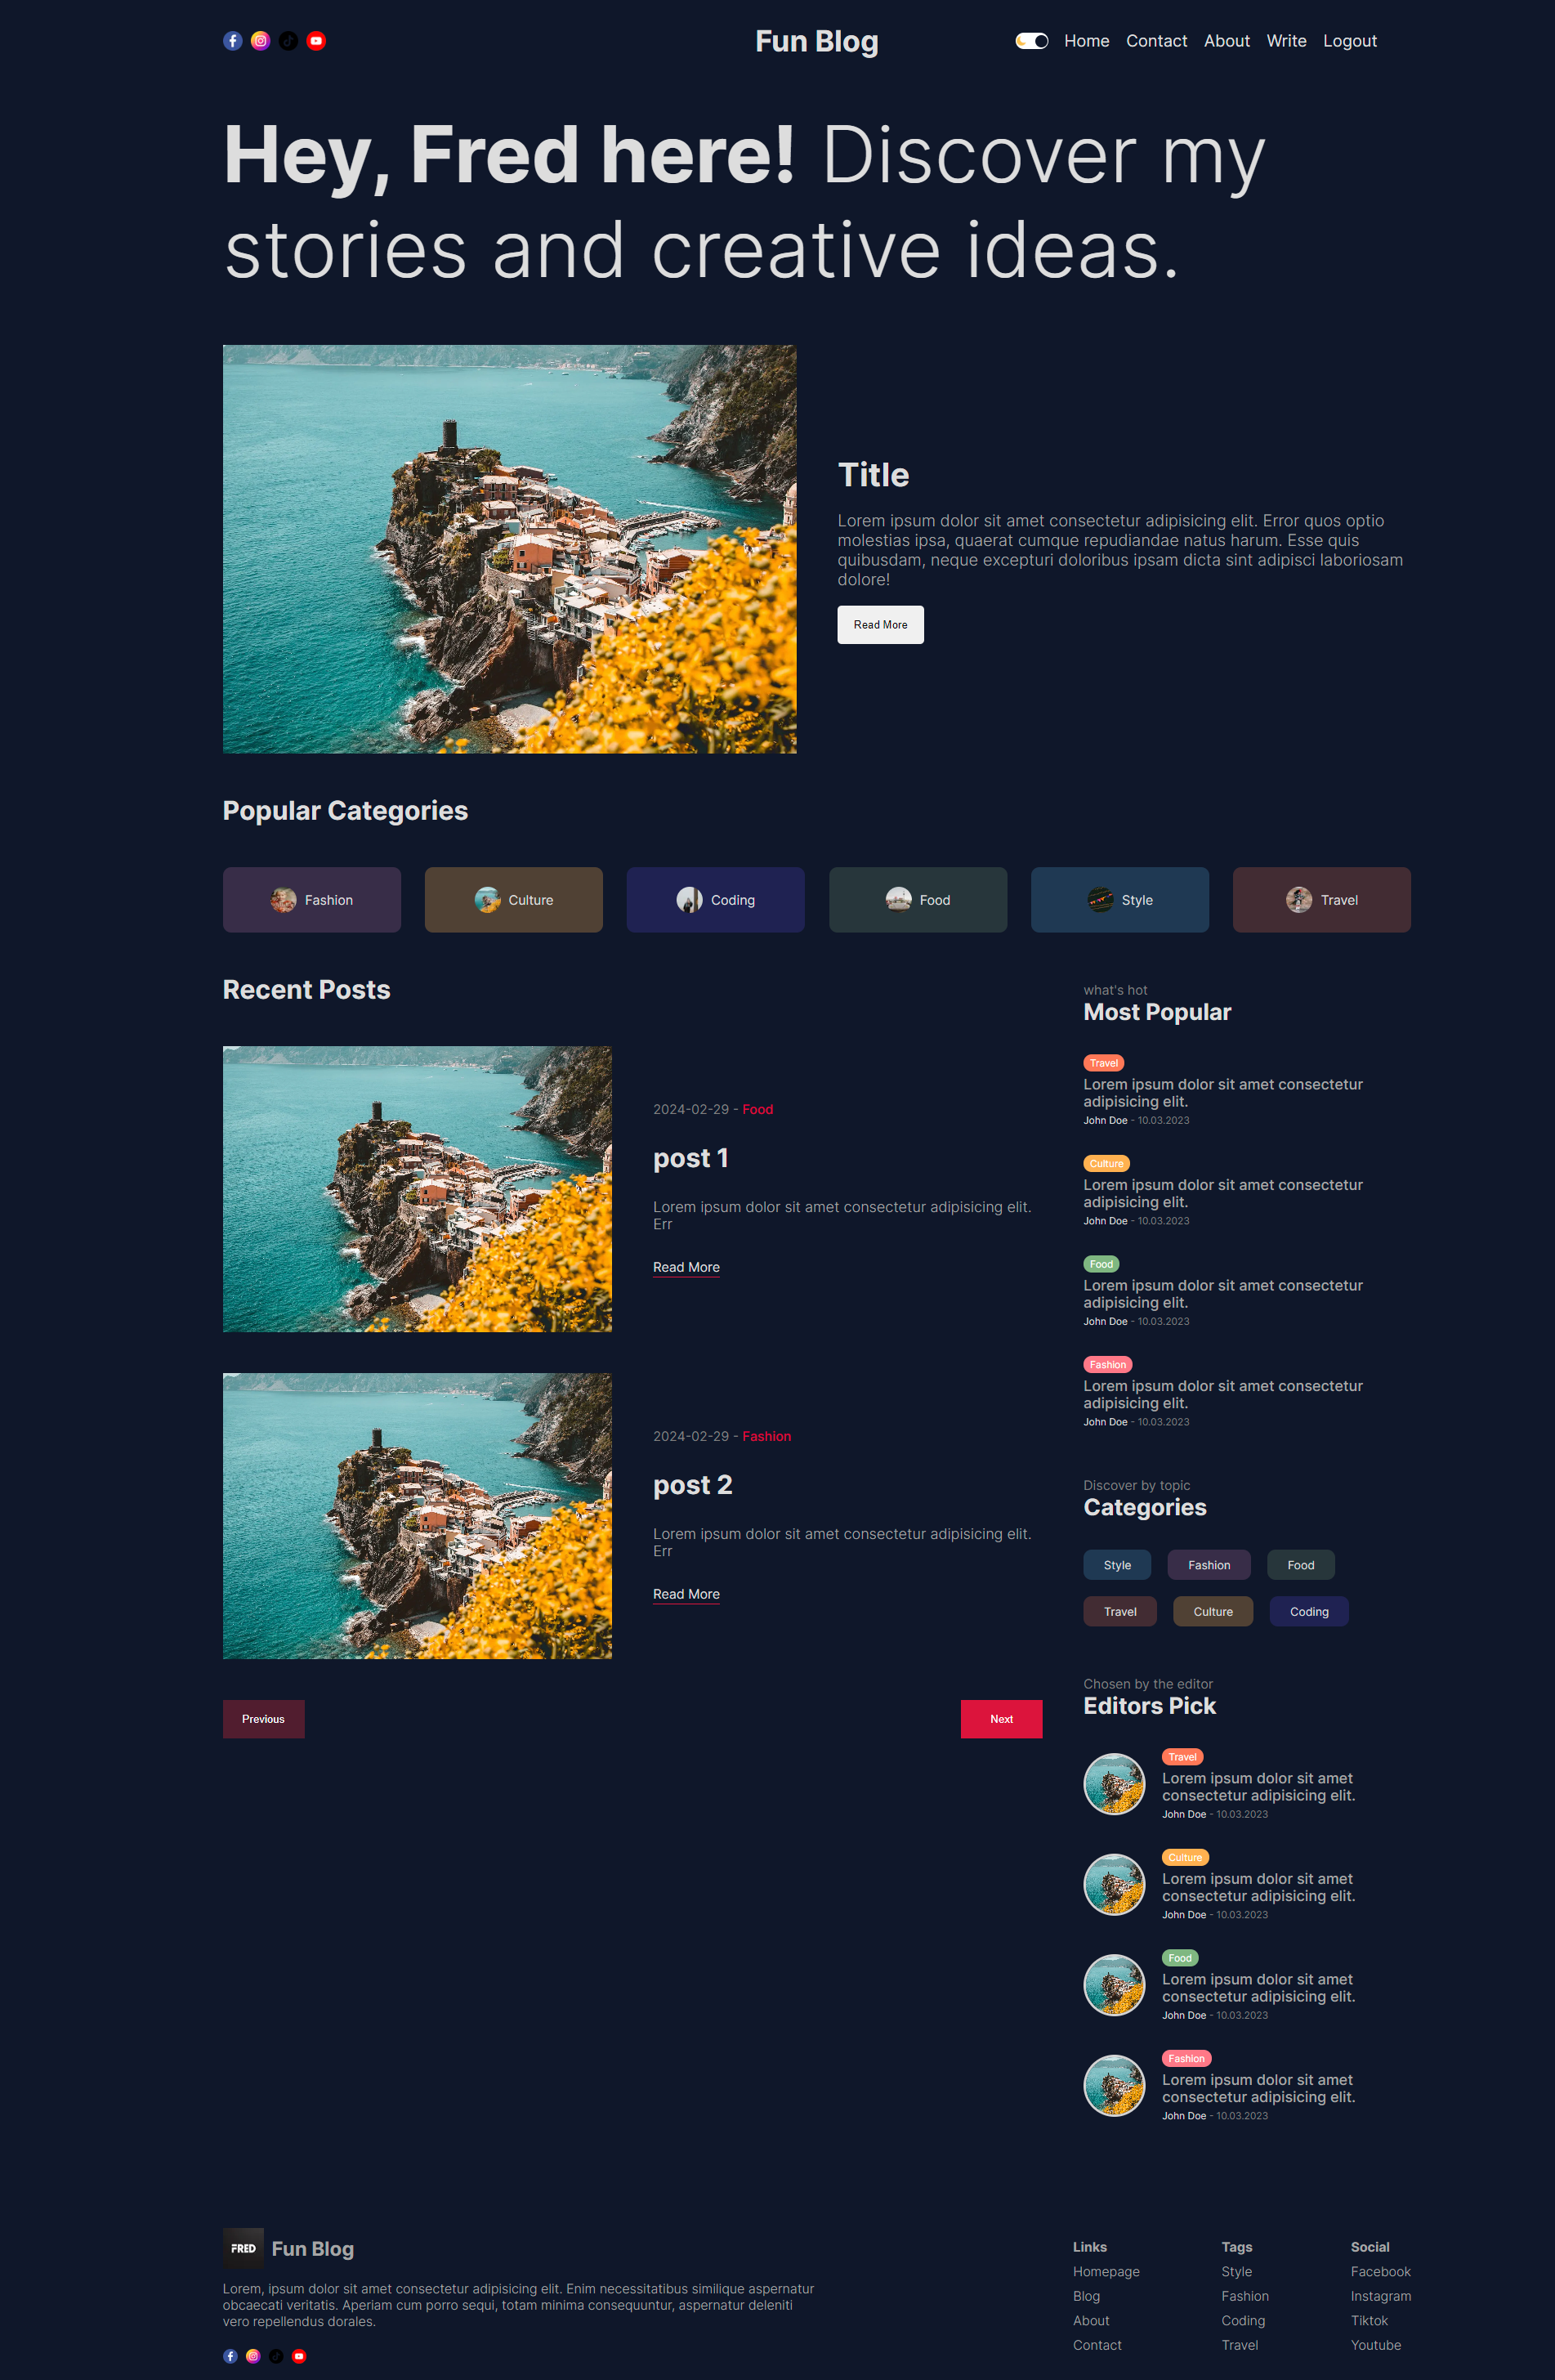 Fun Blog
Home Contact About Write Logout
Hey, Fred here! Discover my
stories and creative ideas.
Title
Lorem ipsum dolor sit amet consectetur adipisicing elit. Error quos optio
molestias ipsa, quaerat cumque repudiandae natus harum. Esse quis
quibusdam, neque excepturi doloribus ipsam dicta sint adipisci laboriosam
dolore!
Read More
Popular Categories
Fashion
Culture
Coding
Food
Style
Travel
Recent Posts
2024-02-29 - Food
post 1
Lorem ipsum dolor sit amet consectetur adipisicing elit.
Err
Read More
2024-02-29 - Fashion
post 2
Lorem ipsum dolor sit amet consectetur adipisicing elit.
Err
Read More
Previous
Next
what's hot
Most Popular
Travel
Lorem ipsum dolor sit amet consectetur
adipisicing elit.
John Doe - 10.03.2023
Culture
Lorem ipsum dolor sit amet consectetur
adipisicing elit.
John Doe - 10.03.2023
Food
Lorem ipsum dolor sit amet consectetur
adipisicing elit.
John Doe - 10.03.2023
Fashion
Lorem ipsum dolor sit amet consectetur
adipisicing elit.
John Doe - 10.03.2023
Discover by topic
Categories
Style
Fashion
Food
Travel
Culture
Coding
Chosen by the editor
Editors Pick
Travel
Lorem ipsum dolor sit amet
consectetur adipisicing elit.
John Doe - 10.03.2023
Culture
Lorem ipsum dolor sit amet
consectetur adipisicing elit.
John Doe - 10.03.2023
Food
Lorem ipsum dolor sit amet
consectetur adipisicing elit.
John Doe - 10.03.2023
Fashion
Lorem ipsum dolor sit amet
consectetur adipisicing elit.
John Doe - 10.03.2023
FRED
Fun Blog
Lorem, ipsum dolor sit amet consectetur adipisicing elit. Enim necessitatibus similique aspernatur
obcaecati veritatis. Aperiam cum porro sequi, totam minima consequuntur, aspernatur deleniti
vero repellendus dorales.
Links
Homepage
Blog
About
Contact
Tags
Style
Fashion
Coding
Travel
Social
Facebook
Instagram
Tiktok
Youtube